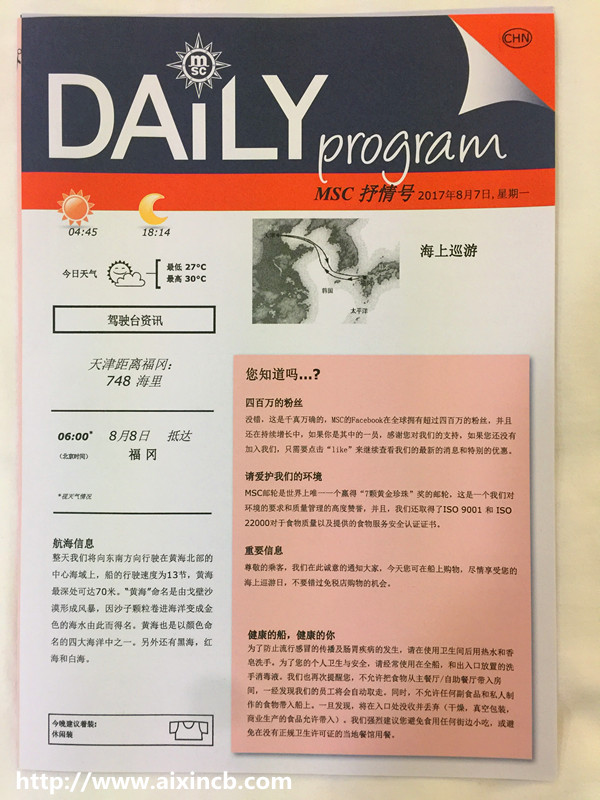 CHN
msc
DAiLY
program
MSC 抒情号 2017年8月7日, 星期一
04:45 18:14
今日天气
最低 27°C
最高 30°C
海上巡游
韩国
太平洋
驾驶台资讯
天津距离福冈:
748 海里
06:00* 8月8日 抵达
(北京时间) 福 冈
*视天气情况
航海信息
整天我们将向东南方向行驶在黄海北部的
中心海域上，船的行驶速度为13节，黄海
最深处可达70米。“黄海”命名是由戈壁沙
漠形成风暴，因沙子颗粒卷进海洋变成金
色的海水由此而得名。黄海也是以颜色命
名的四大海洋中之一。另外还有黑海，红
海和白海。
今晚建议着装:
休闲装
您知道吗...?
四百万的粉丝
没错，这是千真万确的，MSC的Facebook在全球拥有超过四百万的粉丝，并且
还在持续增长中，如果你是其中的一员，感谢您对我们的支持，如果您还没有
加入我们，只需要点击“like”来继续查看我们的最新的消息和特别的优惠。
请爱护我们的环境
MSC邮轮是世界上唯一一个赢得“7颗黄金珍珠”奖的邮轮，这是一个我们对
环境的要求和质量管理的高度赞誉，并且，我们还取得了ISO 9001 和 ISO
22000对于食物质量以及提供的食物服务安全认证证书。
重要信息
尊敬的乘客，我们在此诚意的通知大家，今天您可在船上购物，尽情享受您的
海上巡游日，不要错过免税店购物的机会。
健康的船，健康的你
为了防止流行感冒的传播及肠胃疾病的发生，请在使用卫生间后用热水和香
皂洗手。为了您的个人卫生与安全，请经常使用在全船，和出入口放置的洗
手消毒液。我们也再次提醒您，不允许把食物从主餐厅/自助餐厅带入房
间，一经发现我们的员工将会自动取走。同时，不允许任何副食品和私人制
作的食物带入船上。一旦发现，将在入口处没收并丢弃（干燥，真空包装，
商业生产的食品允许带入）。我们强烈建议您避免食用任何街边小吃，或避
免在没有正规卫生许可证的当地餐馆用餐。
http://www.aixincb.com